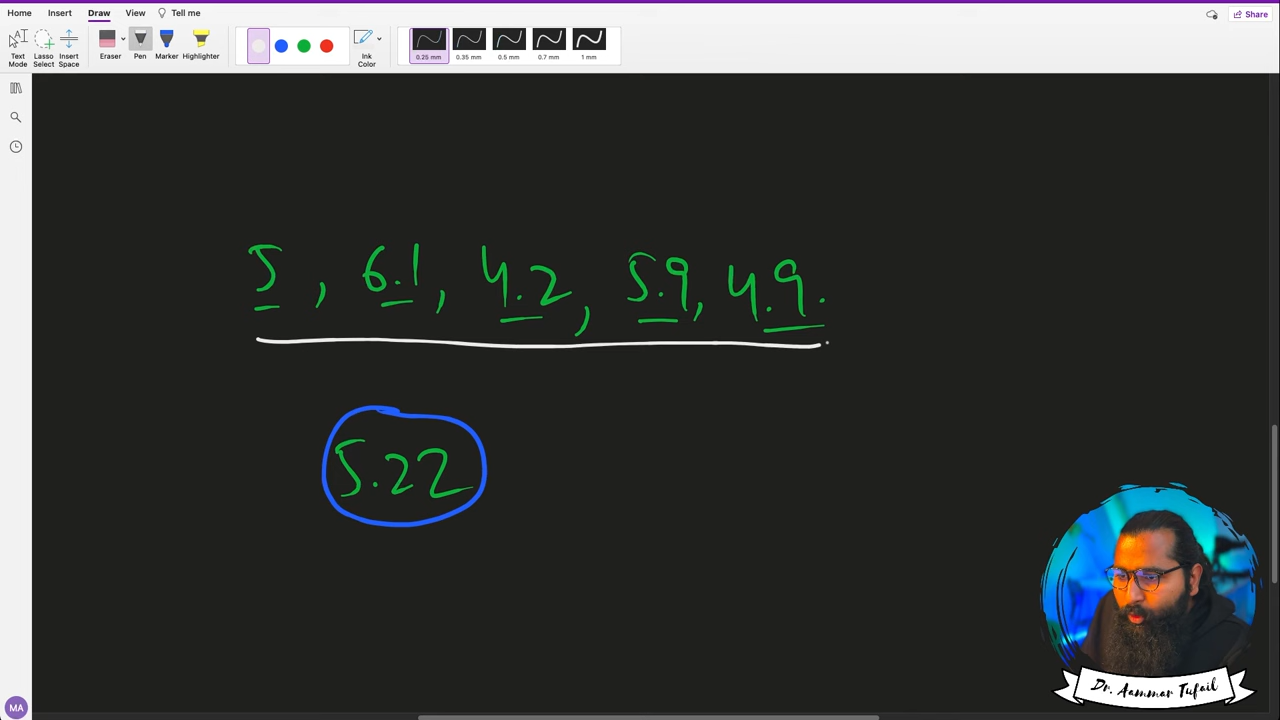 Home Insert Draw View Tell me
Share
Text Mode
Lasso Select
Insert Space
Eraser
Pen
Marker
Highlighter
Ink Color
0.25 mm
0.35 mm
0.5 mm
0.7 mm
1 mm
5 , 6.1, 4.2, 5.9, 4.9.
5.22
Dr. Aammar Tufail
MA